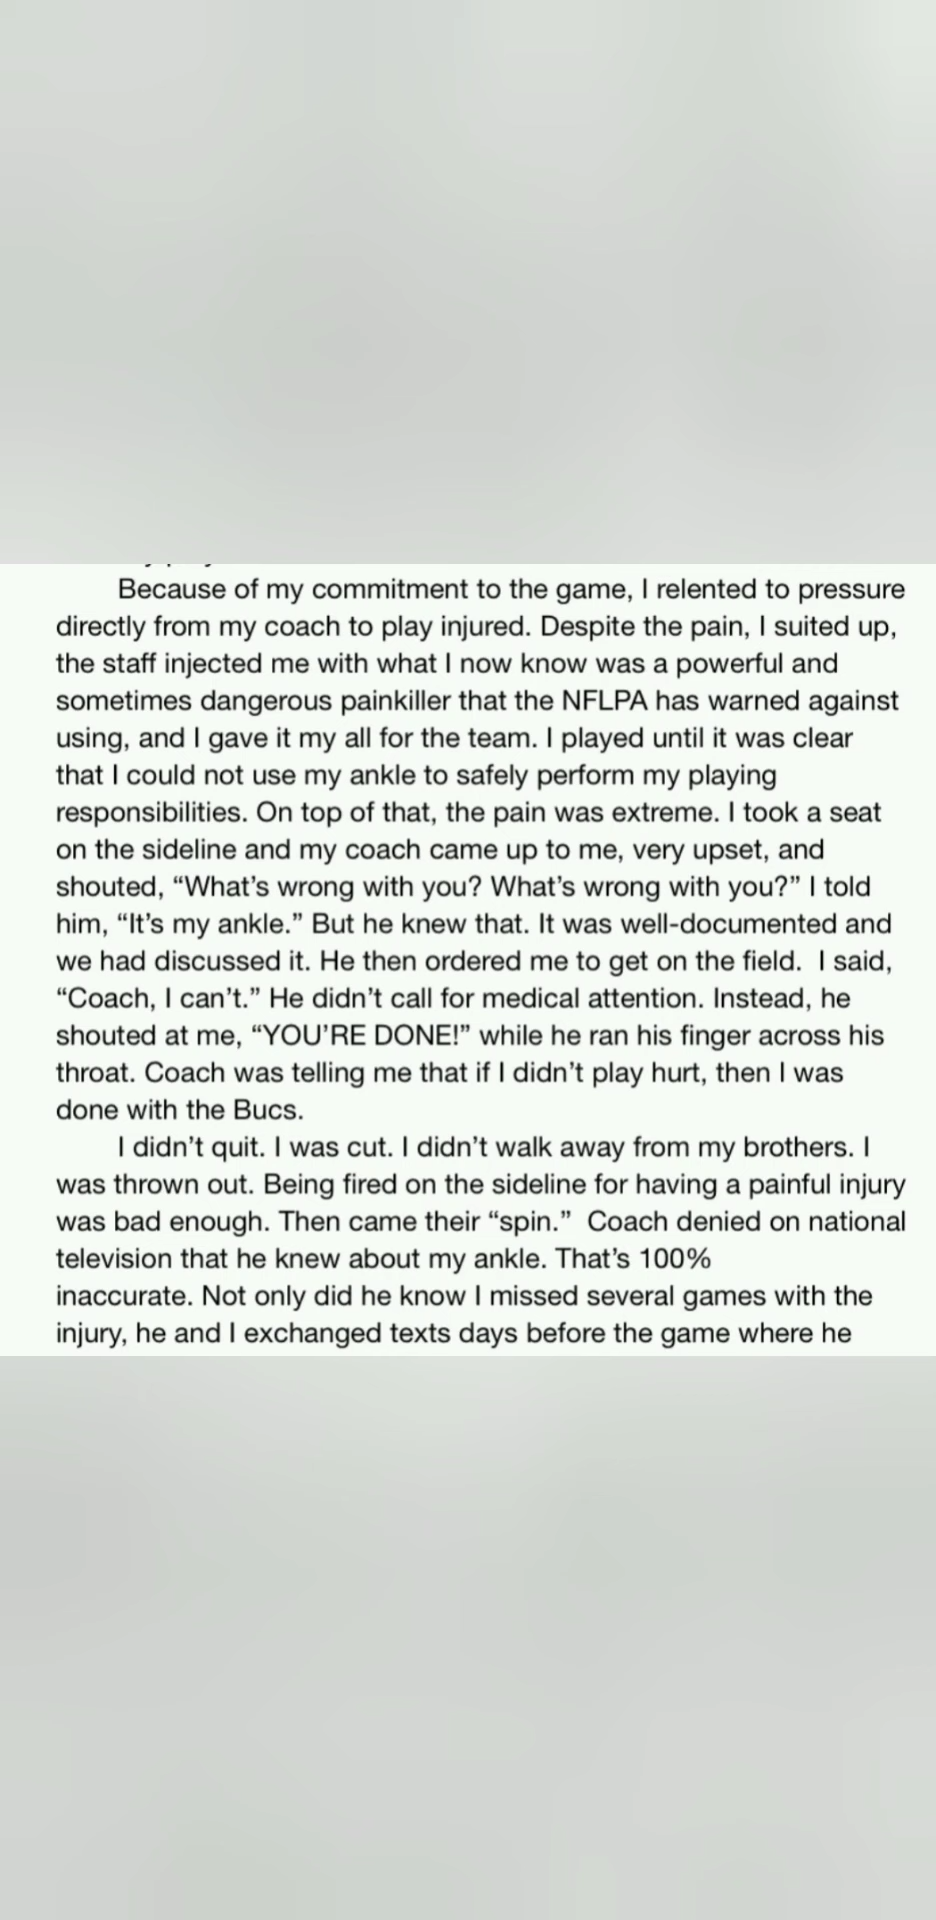 Because of my commitment to the game, I relented to pressure
directly from my coach to play injured. Despite the pain, I suited up,
the staff injected me with what I now know was a powerful and
sometimes dangerous painkiller that the NFLPA has warned against
using, and I gave it my all for the team. I played until it was clear
that I could not use my ankle to safely perform my playing
responsibilities. On top of that, the pain was extreme. I took a seat
on the sideline and my coach came up to me, very upset, and
shouted, “What’s wrong with you? What’s wrong with you?” I told
him, “It’s my ankle.” But he knew that. It was well-documented and
we had discussed it. He then ordered me to get on the field.  I said,
“Coach, I can’t.” He didn’t call for medical attention. Instead, he
shouted at me, “YOU’RE DONE!” while he ran his finger across his
throat. Coach was telling me that if I didn’t play hurt, then I was
done with the Bucs.
I didn’t quit. I was cut. I didn’t walk away from my brothers. I
was thrown out. Being fired on the sideline for having a painful injury
was bad enough. Then came their “spin.”  Coach denied on national
television that he knew about my ankle. That’s 100%
inaccurate. Not only did he know I missed several games with the
injury, he and I exchanged texts days before the game where he